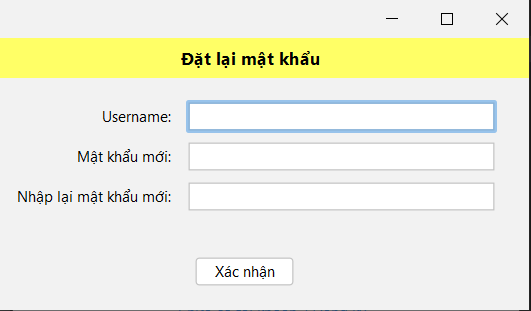 Đặt lại mật khẩu
Username:
Mật khẩu mới:
Nhập lại mật khẩu mới:
Xác nhận